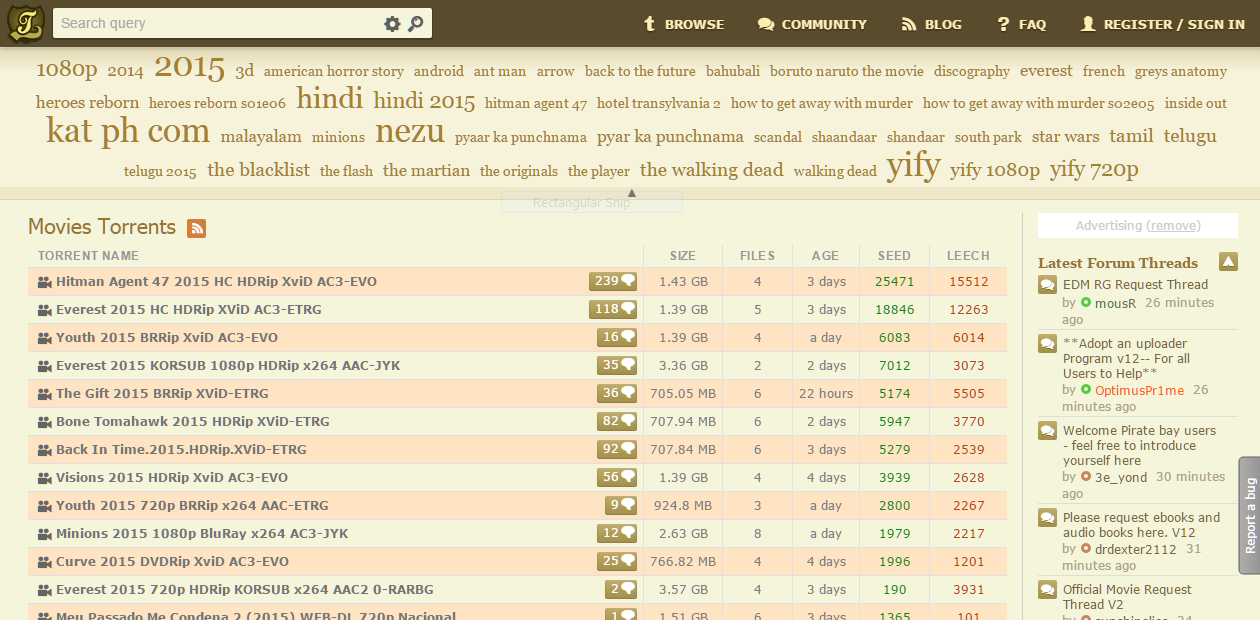 Search query
BROWSE COMMUNITY BLOG FAQ REGISTER / SIGN IN
1080p 2014 2015 3d american horror story android ant man arrow back to the future bahubali boruto naruto the movie discography everest french greys anatomy
heroes reborn heroes reborn s01e06 hindi hindi 2015 hitman agent 47 hotel transylvania 2 how to get away with murder how to get away with murder s02e05 inside out
kat ph com malayalam minions nezu pyaar ka punchnama pyar ka punchnama scandal shaandaar shandaar south park star wars tamil telugu
telugu 2015 the blacklist the flash the martian the originals the player the walking dead walking dead yify yify 1080p yify 720p
Rectangular Snip
Movies Torrents
TORRENT NAME SIZE FILES AGE SEED LEECH
Hitman Agent 47 2015 HC HDRip XviD AC3-EVO 239 1.43 GB 4 3 days 25471 15512
Everest 2015 HC HDRip XViD AC3-ETRG 118 1.39 GB 5 3 days 18846 12263
Youth 2015 BRRip XviD AC3-EVO 16 1.39 GB 4 a day 6083 6014
Everest 2015 KORSUB 1080p HDRip x264 AAC-JYK 35 3.36 GB 2 2 days 7012 3073
The Gift 2015 BRRip XViD-ETRG 36 705.05 MB 6 22 hours 5174 5505
Bone Tomahawk 2015 HDRip XViD-ETRG 82 707.94 MB 6 2 days 5947 3770
Back In Time.2015.HDRip.XViD-ETRG 92 707.84 MB 6 3 days 5279 2539
Visions 2015 HDRip XviD AC3-EVO 56 1.39 GB 4 4 days 3939 2628
Youth 2015 720p BRRip x264 AAC-ETRG 9 924.8 MB 3 a day 2800 2267
Minions 2015 1080p BluRay x264 AC3-JYK 12 2.63 GB 8 a day 1979 2217
Curve 2015 DVDRip XviD AC3-EVO 25 766.82 MB 4 4 days 1996 1201
Everest 2015 720p HDRip KORSUB x264 AAC2 0-RARBG 2 3.57 GB 4 3 days 190 3931
Meu Passado Me Condena 2 (2015) WEB-DL 720p Nacional 1 1.51 GB 6 3 days 1365 101
Advertising (remove)
Latest Forum Threads
EDM RG Request Thread
by mousR 26 minutes
ago
**Adopt an uploader
Program v12-- For all
Users to Help**
by OptimusPr1me 26
minutes ago
Welcome Pirate bay users
- feel free to introduce
yourself here
by 3e_yond 30 minutes
ago
Please request ebooks and
audio books here. V12
by drdexter2112 31
minutes ago
Official Movie Request
Thread V2
by sunshinelico 34
Report a bug